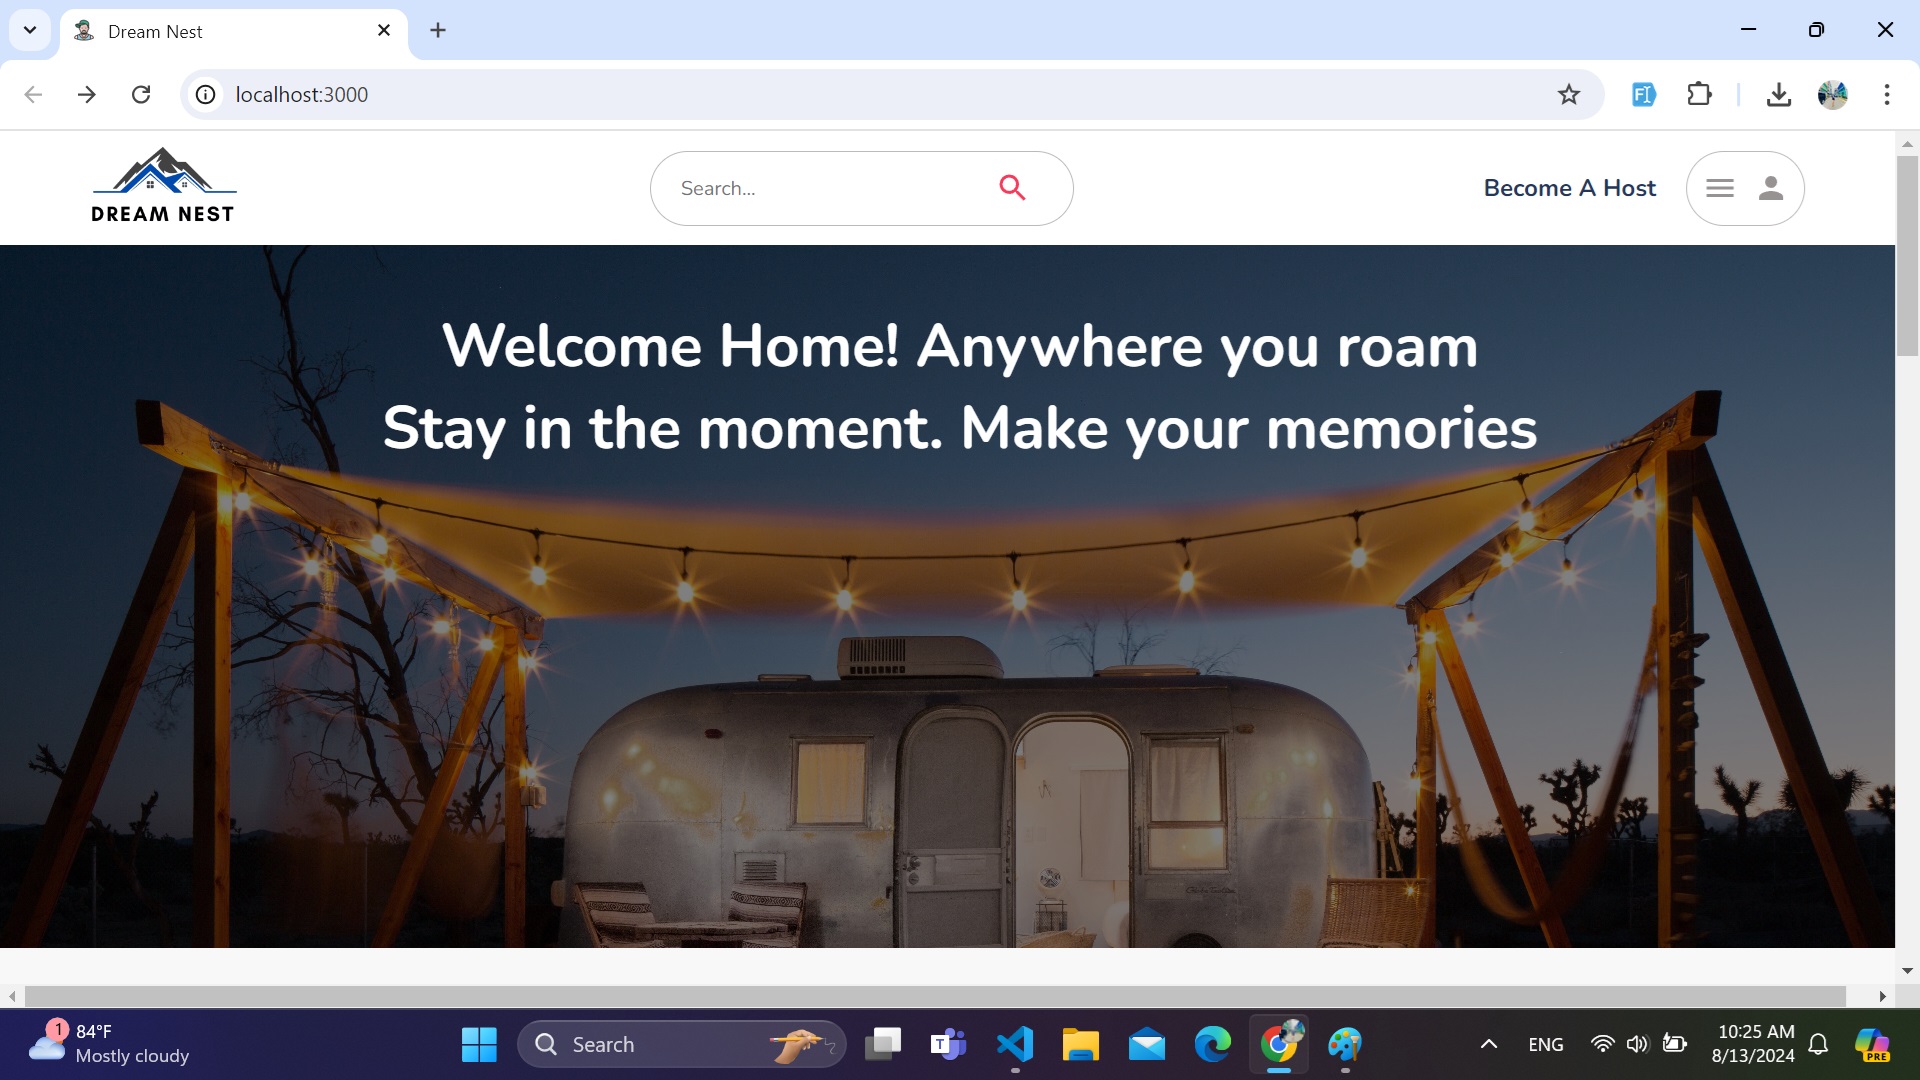 Dream Nest
localhost:3000
DREAM NEST
Search...
Become A Host
Welcome Home! Anywhere you roam
Stay in the moment. Make your memories
1
84°F
Mostly cloudy
Search
T
ENG
10:25 AM
8/13/2024
PRE